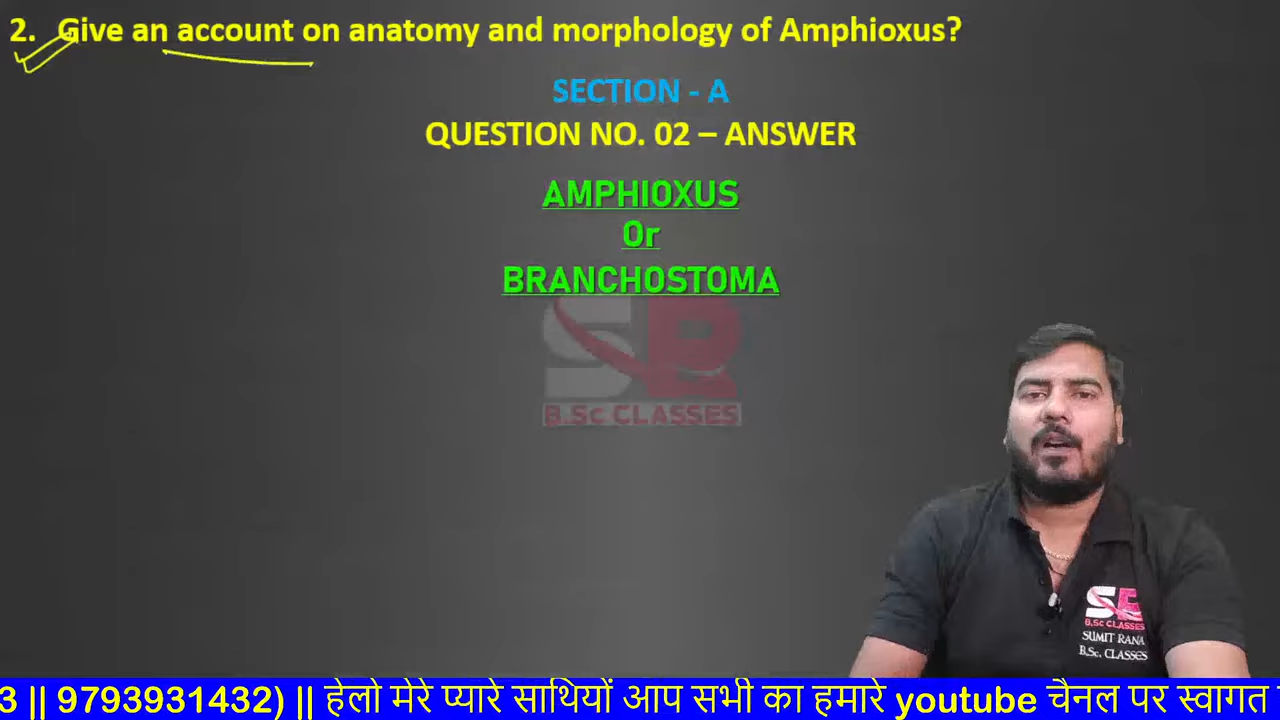 2. Give an account on anatomy and morphology of Amphioxus?
SECTION - A
QUESTION NO. 02 – ANSWER
AMPHIOXUS
Or
BRANCHOSTOMA
SR
B.Sc CLASSES
SR
B.Sc CLASSES
SUMIT RANA
B.Sc. CLASSES
3 || 9793931432) || हेलो मेरे प्यारे साथियों आप सभी का हमारे youtube चैनल पर स्वागत